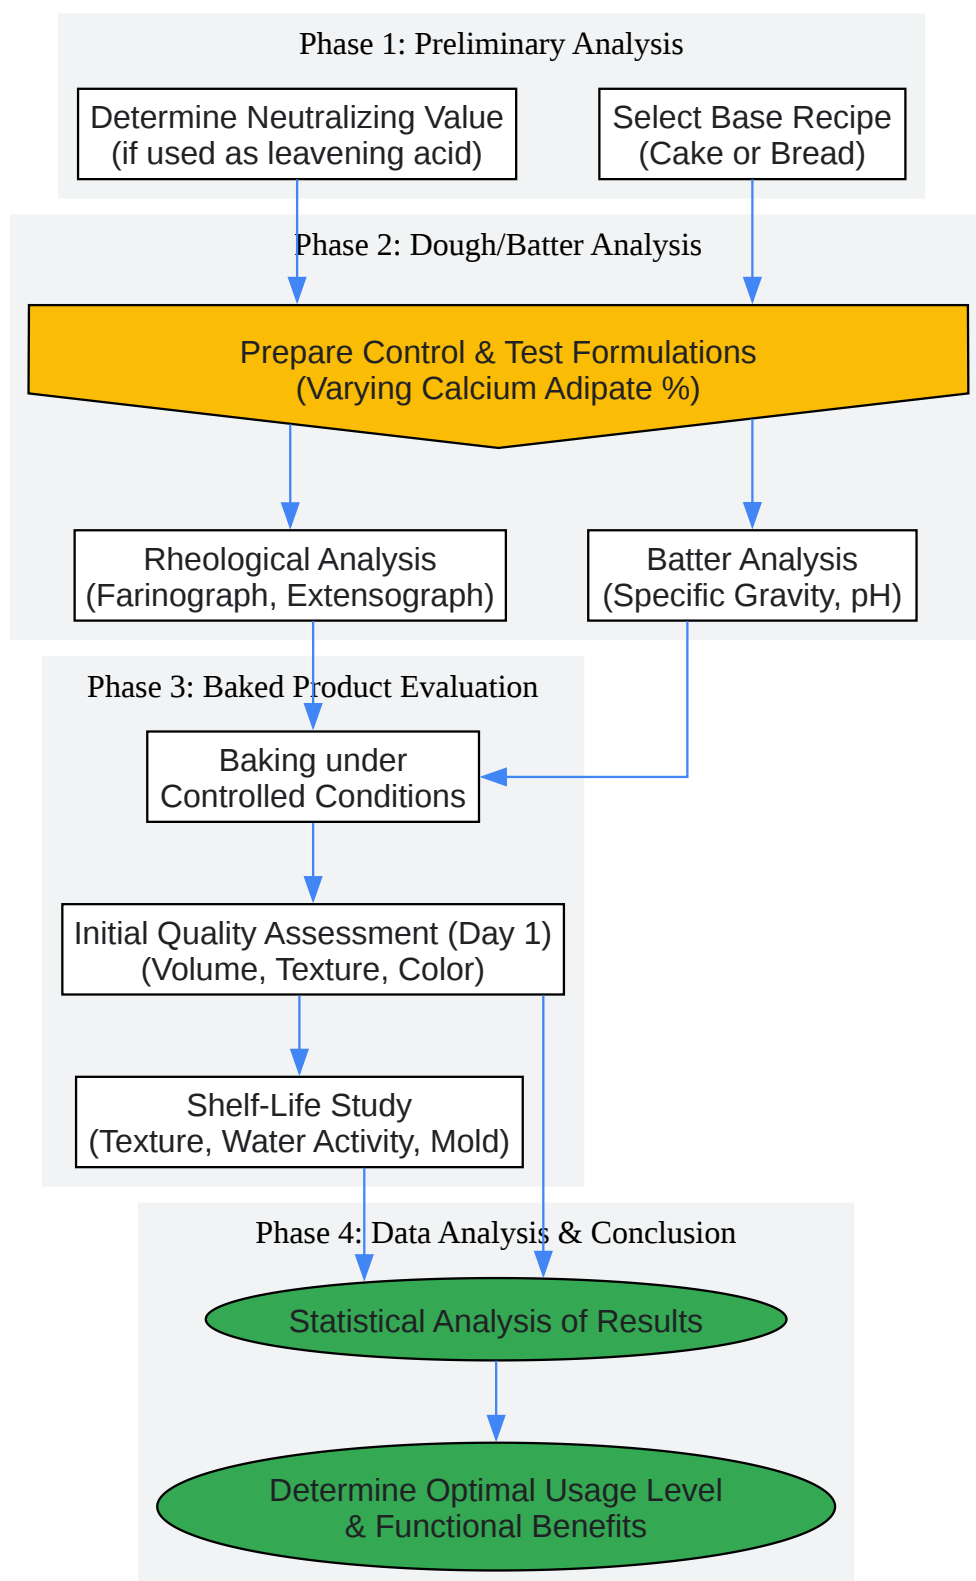 Phase 1: Preliminary Analysis
Determine Neutralizing Value
(if used as leavening acid)
Select Base Recipe
(Cake or Bread)
Phase 2: Dough/Batter Analysis
Prepare Control & Test Formulations
(Varying Calcium Adipate %)
Rheological Analysis
(Farinograph, Extensograph)
Batter Analysis
(Specific Gravity, pH)
Phase 3: Baked Product Evaluation
Baking under
Controlled Conditions
Initial Quality Assessment (Day 1)
(Volume, Texture, Color)
Shelf-Life Study
(Texture, Water Activity, Mold)
Phase 4: Data Analysis & Conclusion
Statistical Analysis of Results
Determine Optimal Usage Level
& Functional Benefits